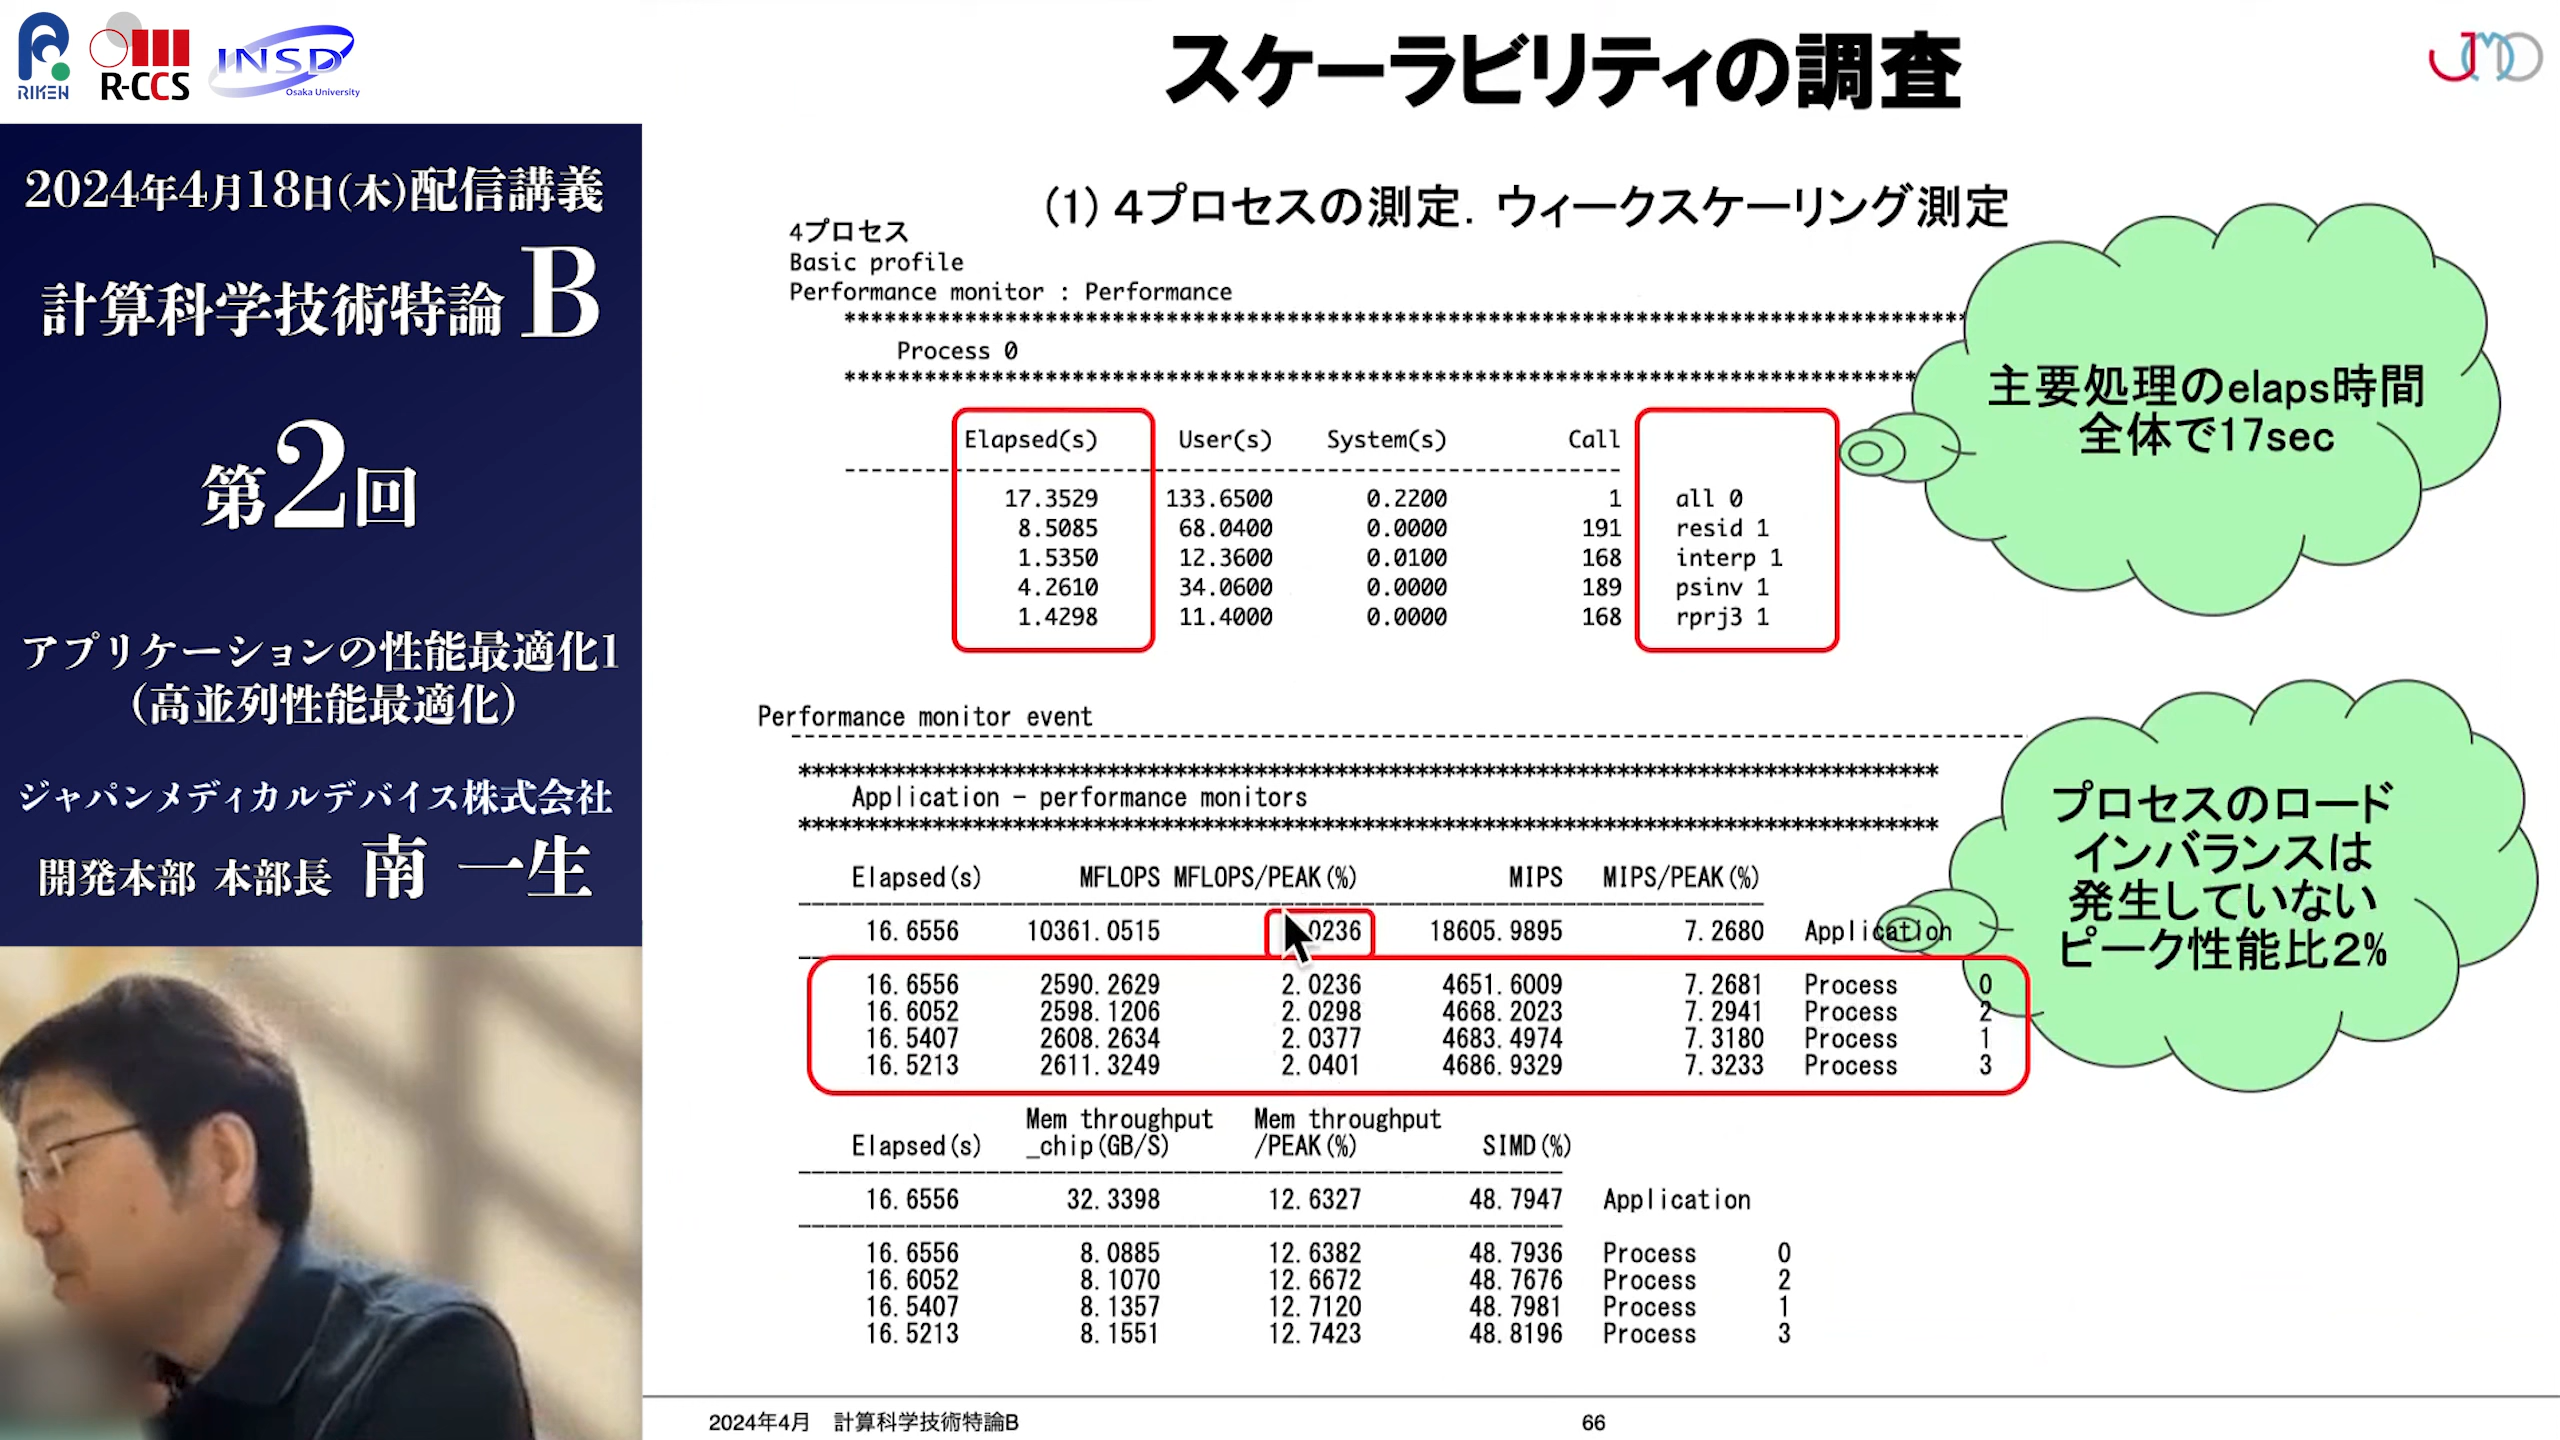 RIKEN
R-CCS
INSD
Osaka University
JMD
2024年4月18日(木)配信講義
計算科学技術特論 B
第2回
アプリケーションの性能最適化1
(高並列性能最適化)
ジャパンメディカルデバイス株式会社
開発本部 本部長 南 一生
スケーラビリティの調査
(1) 4プロセスの測定．ウィークスケーリング測定
4プロセス
Basic profile
Performance monitor : Performance
Process 0
Elapsed(s) User(s) System(s) Call
17.3529 133.6500 0.2200 1 all 0
8.5085 68.0400 0.0000 191 resid 1
1.5350 12.3600 0.0100 168 interp 1
4.2610 34.0600 0.0000 189 psinv 1
1.4298 11.4000 0.0000 168 rprj3 1
主要処理のelaps時間
全体で17sec
Performance monitor event
Application - performance monitors
Elapsed(s) MFLOPS MFLOPS/PEAK(%) MIPS MIPS/PEAK(%)
16.6556 10361.0515 .0236 18605.9895 7.2680 Application
16.6556 2590.2629 2.0236 4651.6009 7.2681 Process 0
16.6052 2598.1206 2.0298 4668.2023 7.2941 Process 2
16.5407 2608.2634 2.0377 4683.4974 7.3180 Process 1
16.5213 2611.3249 2.0401 4686.9329 7.3233 Process 3
プロセスのロード
インバランスは
発生していない
ピーク性能比2%
Mem throughput Mem throughput
Elapsed(s) _chip(GB/S) /PEAK(%) SIMD(%)
16.6556 32.3398 12.6327 48.7947 Application
16.6556 8.0885 12.6382 48.7936 Process 0
16.6052 8.1070 12.6672 48.7676 Process 2
16.5407 8.1357 12.7120 48.7981 Process 1
16.5213 8.1551 12.7423 48.8196 Process 3
2024年4月 計算科学技術特論B
66